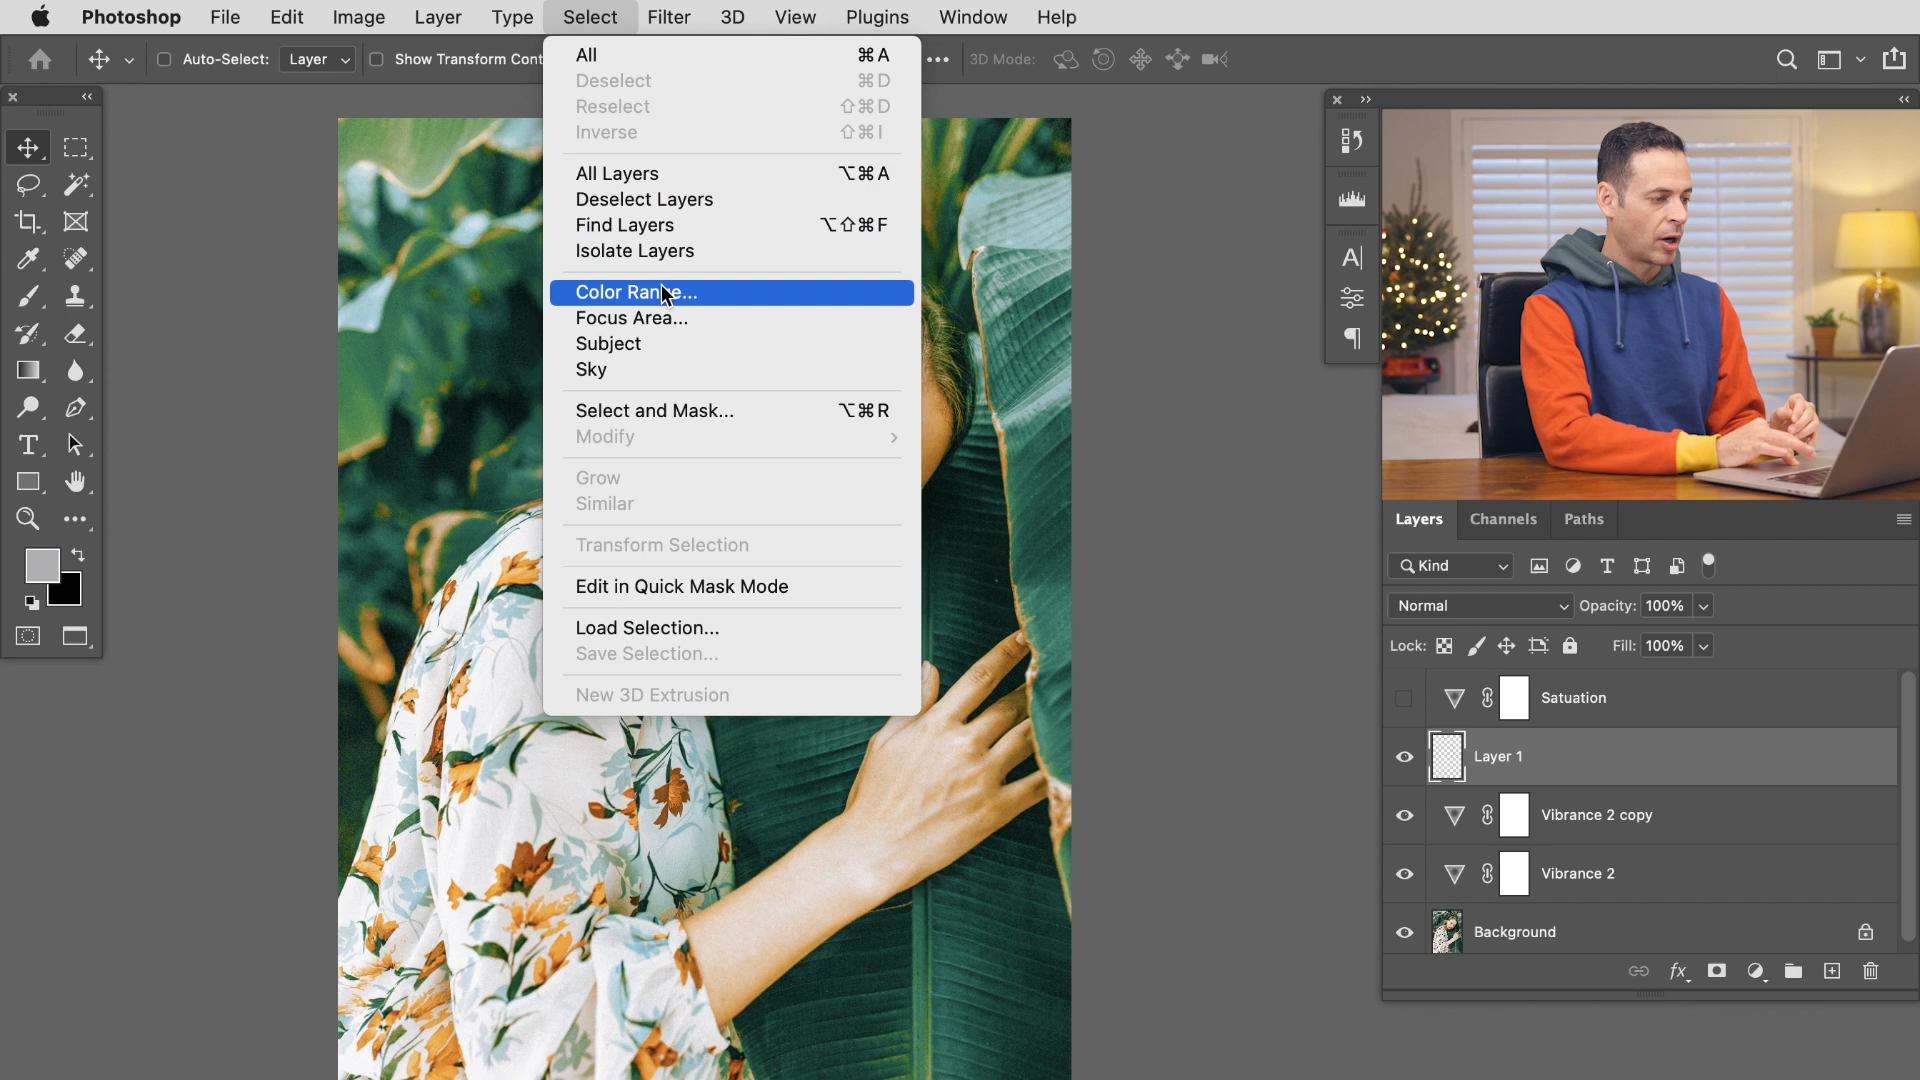 Photoshop File Edit Image Layer Type Select Filter 3D View Plugins Window Help
Auto-Select: Layer Show Transform Cont 3D Mode:
All ⌘A
Deselect ⌘D
Reselect ⇧⌘D
Inverse ⇧⌘I
All Layers ⌥⌘A
Deselect Layers
Find Layers ⌥⇧⌘F
Isolate Layers
Color Range...
Focus Area...
Subject
Sky
Select and Mask... ⌥⌘R
Modify
Grow
Similar
Transform Selection
Edit in Quick Mask Mode
Load Selection...
Save Selection...
New 3D Extrusion
Layers Channels Paths
Kind
Normal Opacity: 100%
Lock: Fill: 100%
Satuation
Layer 1
Vibrance 2 copy
Vibrance 2
Background